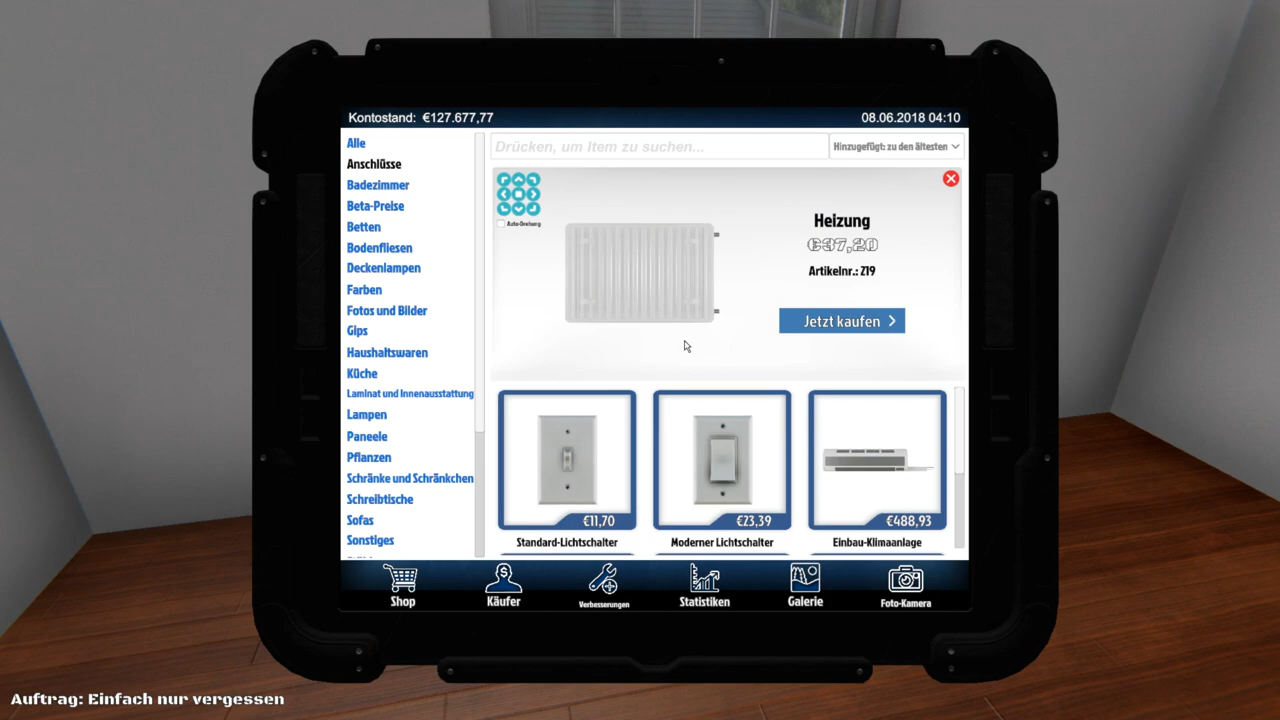 Kontostand: €127.677,77
08.06.2018 04:10
Alle
Anschlüsse
Badezimmer
Beta-Preise
Betten
Bodenfliesen
Deckenlampen
Farben
Fotos und Bilder
Gips
Haushaltswaren
Küche
Laminat und Innenausstattung
Lampen
Paneele
Pflanzen
Schränke und Schränkchen
Schreibtische
Sofas
Sonstiges
Drücken, um Item zu suchen...
Hinzugefügt: zu den ältesten
Auto-Drehung
Heizung
€37,20
Artikelnr.: Z19
Jetzt kaufen
€11,70
€23,39
€488,93
Standard-Lichtschalter
Moderner Lichtschalter
Einbau-Klimaanlage
Shop
Käufer
Verbesserungen
Statistiken
Galerie
Foto-Kamera
Auftrag: Einfach nur vergessen